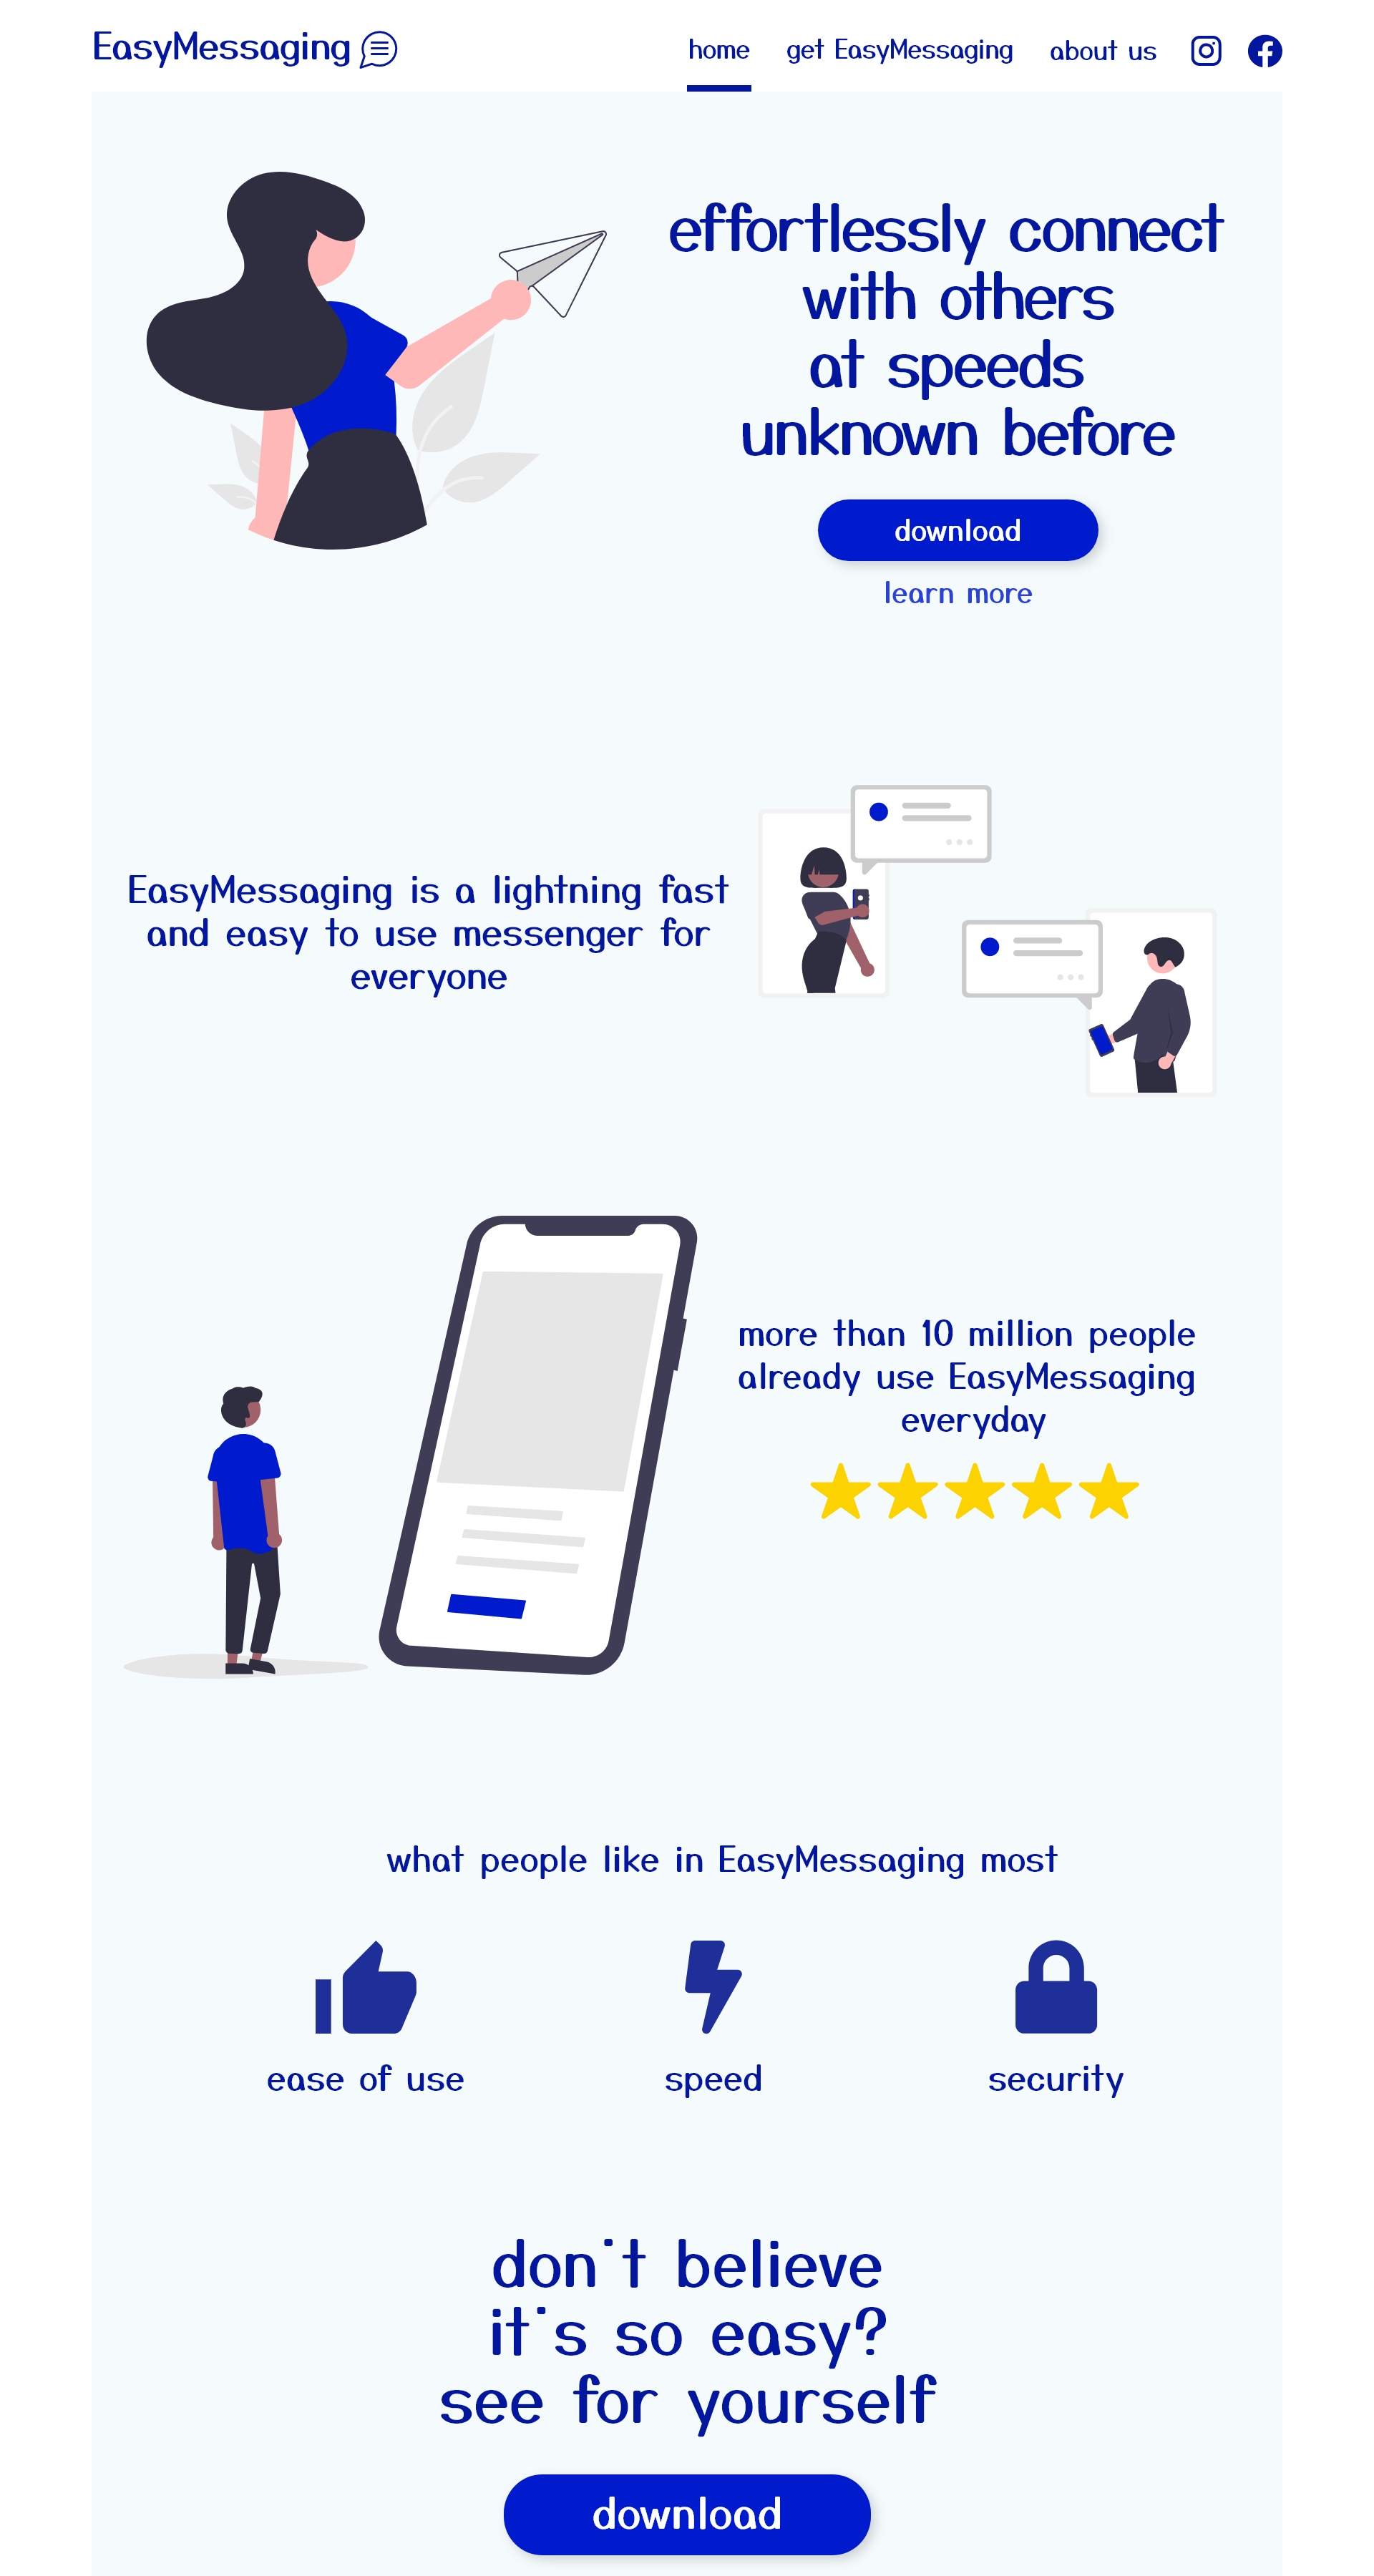 EasyMessaging
home get EasyMessaging about us
effortlessly connect
with others
at speeds
unknown before
download
learn more
EasyMessaging is a lightning fast
and easy to use messenger for
everyone
more than 10 million people
already use EasyMessaging
everyday
what people like in EasyMessaging most
ease of use
speed
security
don't believe
it's so easy?
see for yourself
download